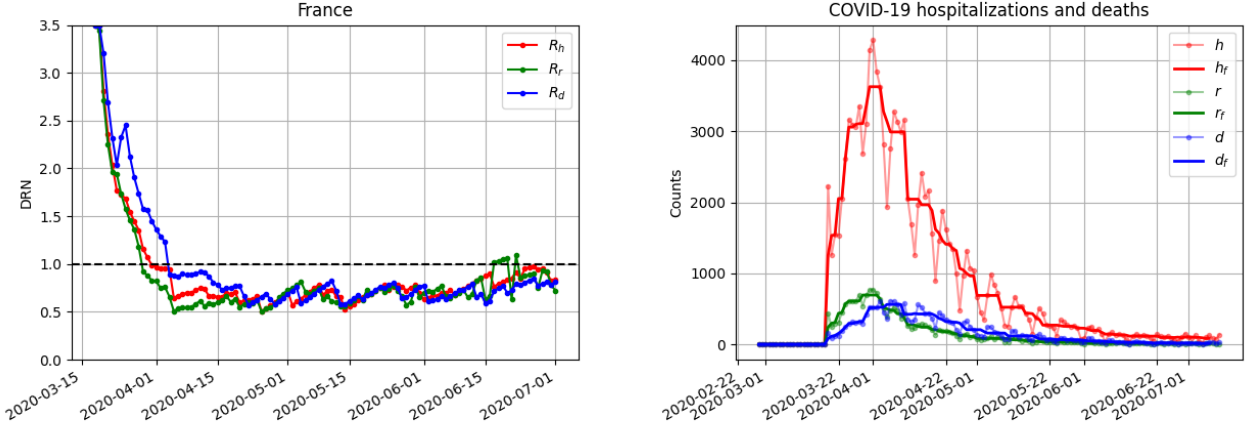 France
3.5
3.0
2.5
2.0
1.5
1.0
0.5
0.0
DRN
R_h
R_r
R_d
2020-03-15
2020-04-01
2020-04-15
2020-05-01
2020-05-15
2020-06-01
2020-06-15
2020-07-01
COVID-19 hospitalizations and deaths
4000
3000
2000
1000
0
Counts
h
h_f
r
r_f
d
d_f
2020-02-22
2020-03-01
2020-03-22
2020-04-01
2020-04-22
2020-05-01
2020-05-22
2020-06-01
2020-06-22
2020-07-01